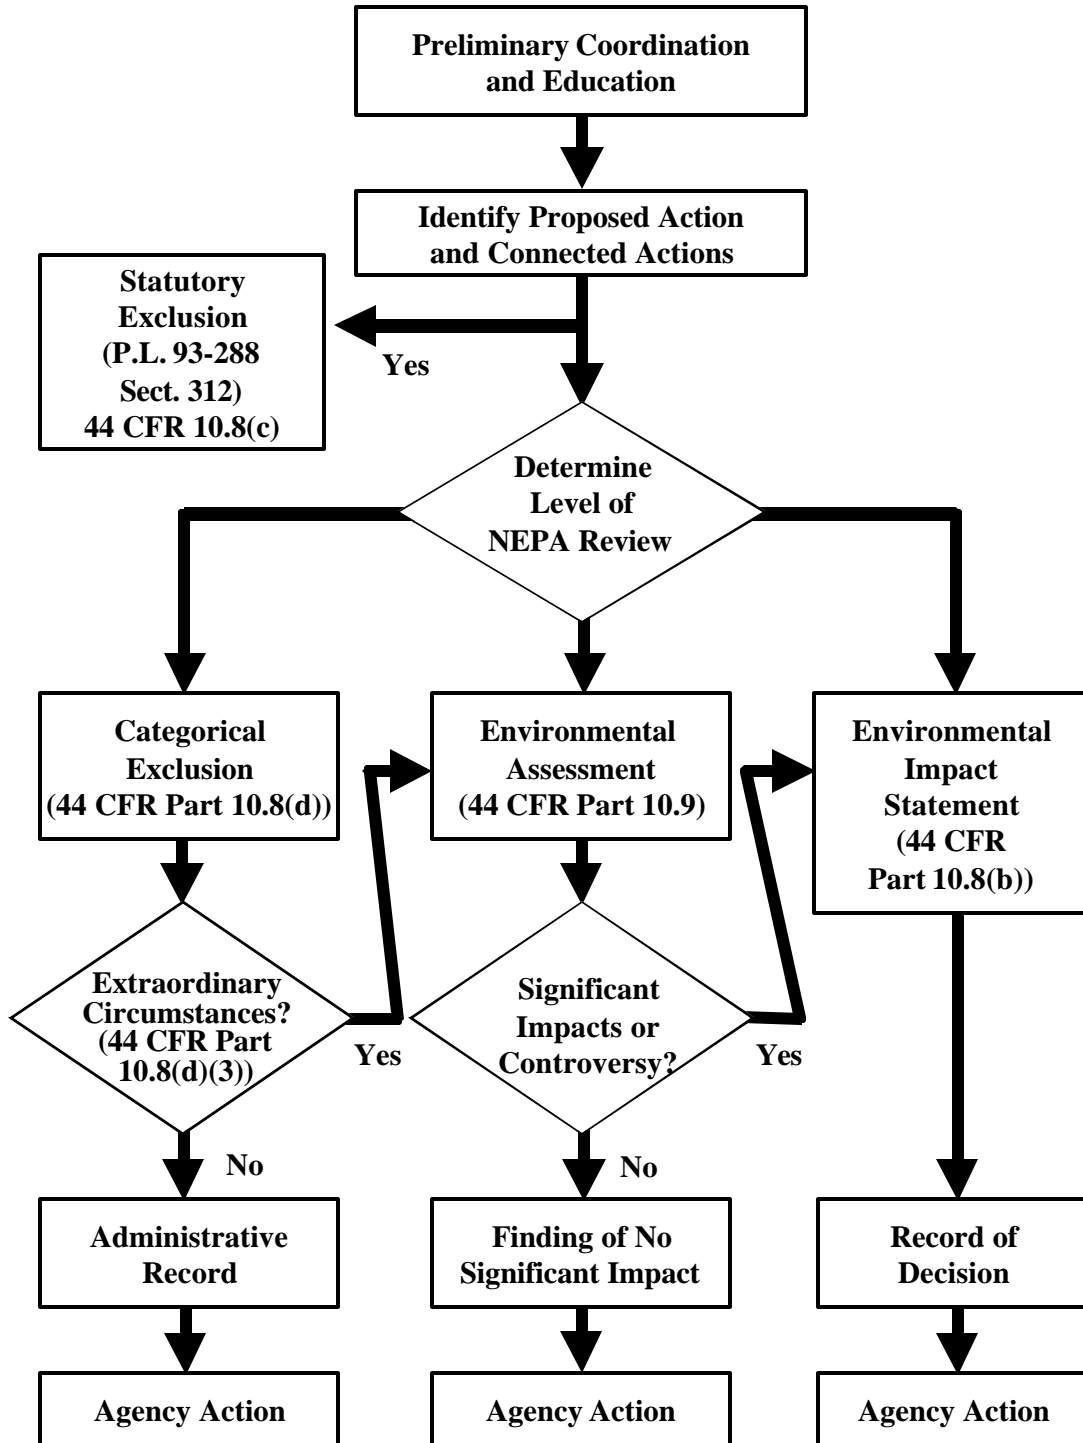 Preliminary Coordination
and Education
Identify Proposed Action
and Connected Actions
Statutory
Exclusion
(P.L. 93-288
Sect. 312)
44 CFR 10.8(c)
Yes
Determine
Level of
NEPA Review
Categorical
Exclusion
(44 CFR Part 10.8(d))
Environmental
Assessment
(44 CFR Part 10.9)
Environmental
Impact
Statement
(44 CFR
Part 10.8(b))
Extraordinary
Circumstances?
(44 CFR Part
10.8(d)(3))
Yes
Significant
Impacts or
Controversy?
Yes
No
No
Administrative
Record
Finding of No
Significant Impact
Record of
Decision
Agency Action
Agency Action
Agency Action